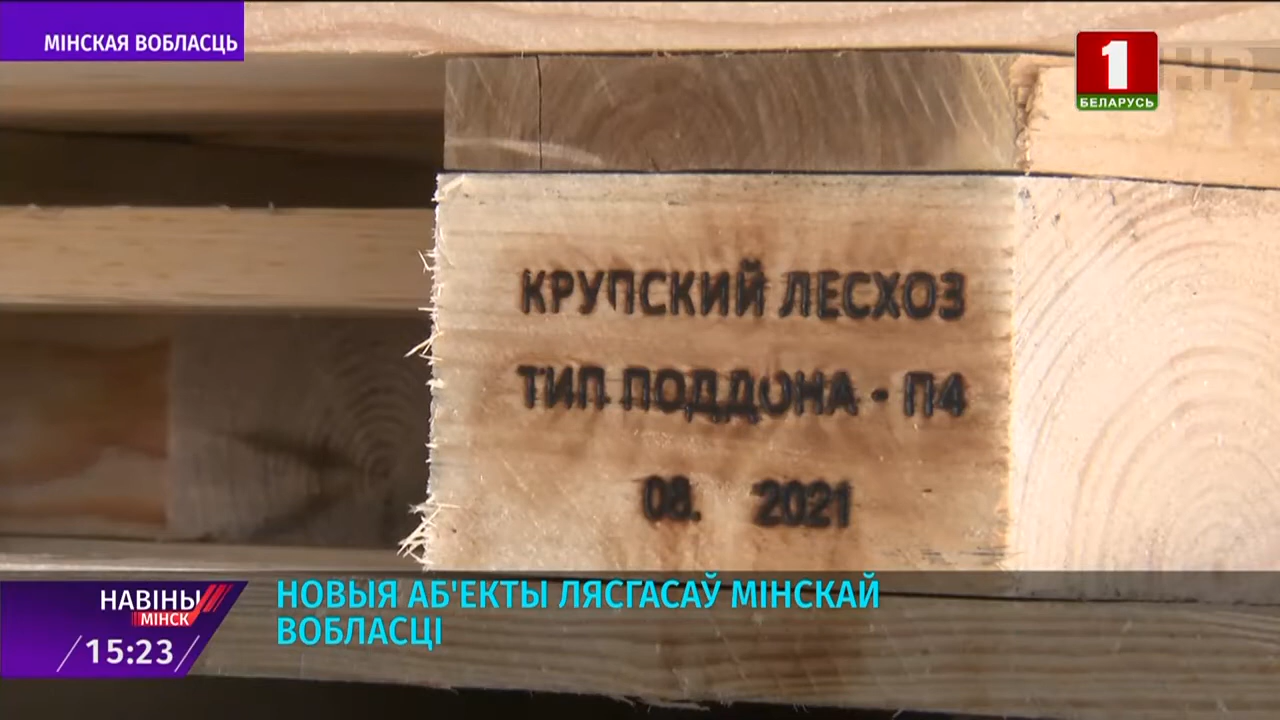 МІНСКАЯ ВОБЛАСЦЬ
1
БЕЛАРУСЬ
КРУПСКИЙ ЛЕСХОЗ
ТИП ПОДДОНА - П4
08. 2021
НАВІНЫ
МІНСК
15:23
НОВЫЯ АБ'ЕКТЫ ЛЯСГАСАЎ МІНСКАЙ
ВОБЛАСЦІ